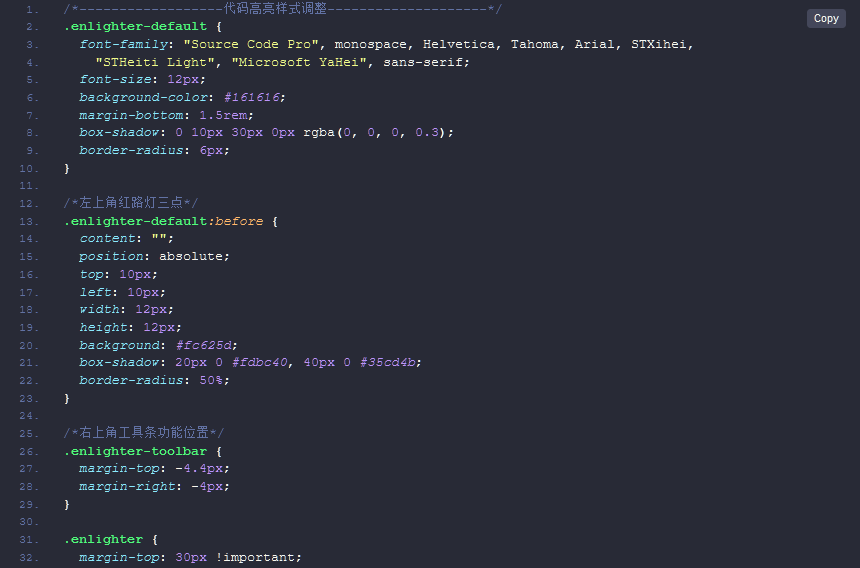 1. /*------------------代码高亮样式调整--------------------*/
Copy
2. .enlighter-default {
3. font-family: "Source Code Pro", monospace, Helvetica, Tahoma, Arial, STXihei,
4. "STHeiti Light", "Microsoft YaHei", sans-serif;
5. font-size: 12px;
6. background-color: #161616;
7. margin-bottom: 1.5rem;
8. box-shadow: 0 10px 30px 0px rgba(0, 0, 0, 0.3);
9. border-radius: 6px;
10. }
11.
12. /*左上角红路灯三点*/
13. .enlighter-default:before {
14. content: "";
15. position: absolute;
16. top: 10px;
17. left: 10px;
18. width: 12px;
19. height: 12px;
20. background: #fc625d;
21. box-shadow: 20px 0 #fdbc40, 40px 0 #35cd4b;
22. border-radius: 50%;
23. }
24.
25. /*右上角工具条功能位置*/
26. .enlighter-toolbar {
27. margin-top: -4.4px;
28. margin-right: -4px;
29. }
30.
31. .enlighter {
32. margin-top: 30px !important;